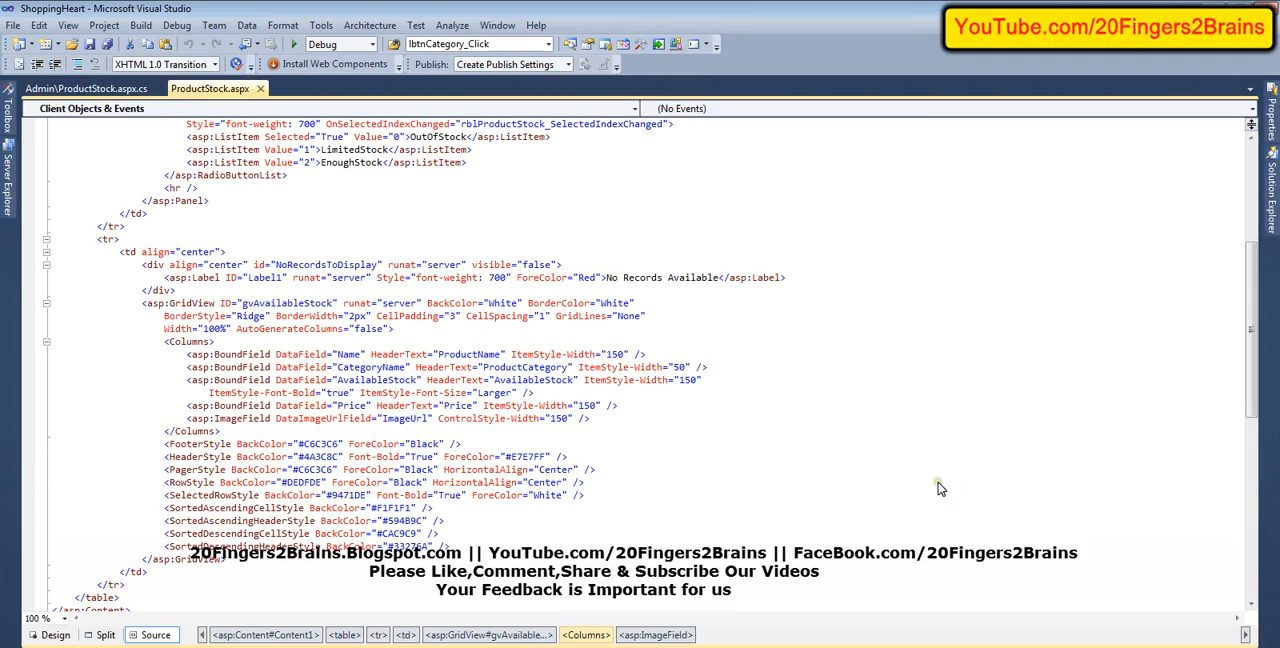 ShoppingHeart - Microsoft Visual Studio
File Edit View Project Build Debug Team Data Format Tools Architecture Test Analyze Window Help
YouTube.com/20Fingers2Brains
Debug lbtnCategory_Click
XHTML 1.0 Transition Install Web Components Publish: Create Publish Settings
Admin\ProductStock.aspx.cs ProductStock.aspx
Client Objects & Events (No Events)
Toolbox
Server Explorer
Properties
Solution Explorer
Style="font-weight: 700" OnSelectedIndexChanged="rblProductStock_SelectedIndexChanged">
<asp:ListItem Selected="True" Value="0">OutOfStock</asp:ListItem>
<asp:ListItem Value="1">LimitedStock</asp:ListItem>
<asp:ListItem Value="2">EnoughStock</asp:ListItem>
</asp:RadioButtonList>
<hr />
</asp:Panel>
</td>
</tr>
<tr>
<td align="center">
<div align="center" id="NoRecordsToDisplay" runat="server" visible="false">
<asp:Label ID="Label1" runat="server" Style="font-weight: 700" ForeColor="Red">No Records Available</asp:Label>
</div>
<asp:GridView ID="gvAvailableStock" runat="server" BackColor="White" BorderColor="White"
BorderStyle="Ridge" BorderWidth="2px" CellPadding="3" CellSpacing="1" GridLines="None"
Width="100%" AutoGenerateColumns="false">
<Columns>
<asp:BoundField DataField="Name" HeaderText="ProductName" ItemStyle-Width="150" />
<asp:BoundField DataField="CategoryName" HeaderText="ProductCategory" ItemStyle-Width="50" />
<asp:BoundField DataField="AvailableStock" HeaderText="AvailableStock" ItemStyle-Width="150"
ItemStyle-Font-Bold="true" ItemStyle-Font-Size="Larger" />
<asp:BoundField DataField="Price" HeaderText="Price" ItemStyle-Width="150" />
<asp:ImageField DataImageUrlField="ImageUrl" ControlStyle-Width="150" />
</Columns>
<FooterStyle BackColor="#C6C3C6" ForeColor="Black" />
<HeaderStyle BackColor="#4A3C8C" Font-Bold="True" ForeColor="#E7E7FF" />
<PagerStyle BackColor="#C6C3C6" ForeColor="Black" HorizontalAlign="Center" />
<RowStyle BackColor="#DEDFDE" ForeColor="Black" HorizontalAlign="Center" />
<SelectedRowStyle BackColor="#9471DE" Font-Bold="True" ForeColor="White" />
<SortedAscendingCellStyle BackColor="#F1F1F1" />
<SortedAscendingHeaderStyle BackColor="#594B9C" />
<SortedDescendingCellStyle BackColor="#CAC9C9" />
<SortedDescendingHeaderStyle BackColor="#33276A" />
20Fingers2Brains.Blogspot.com || YouTube.com/20Fingers2Brains || FaceBook.com/20Fingers2Brains
</asp:GridView>
</td>
Please Like,Comment,Share & Subscribe Our Videos
</tr>
Your Feedback is Important for us
</table>
</asp:Content>
100 %
Design Split Source <asp:Content#Content1> <table> <tr> <td> <asp:GridView#gvAvailable...> <Columns> <asp:ImageField>